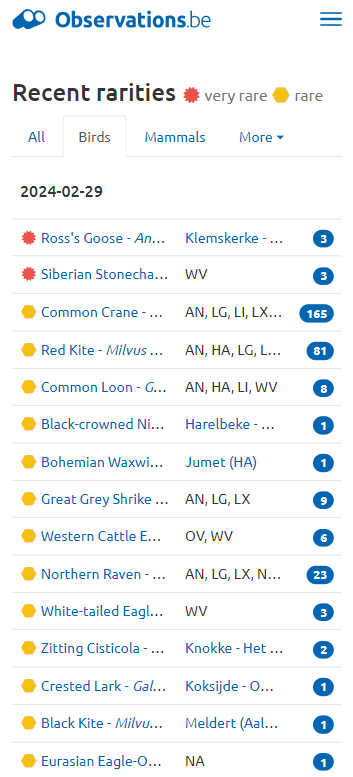 Observations.be
Recent rarities very rare rare
All Birds Mammals More
2024-02-29
Ross's Goose - An... Klemskerke - ... 3
Siberian Stonecha... WV 3
Common Crane - ... AN, LG, LI, LX... 165
Red Kite - Milvus ... AN, HA, LG, L... 81
Common Loon - G... AN, HA, LI, WV 8
Black-crowned Ni... Harelbeke - ... 1
Bohemian Waxwi... Jumet (HA) 1
Great Grey Shrike ... AN, LG, LX 9
Western Cattle E... OV, WV 6
Northern Raven - ... AN, LG, LX, N... 23
White-tailed Eagl... WV 3
Zitting Cisticola - ... Knokke - Het ... 2
Crested Lark - Gal... Koksijde - O... 1
Black Kite - Milvu... Meldert (Aal... 1
Eurasian Eagle-O... NA 1